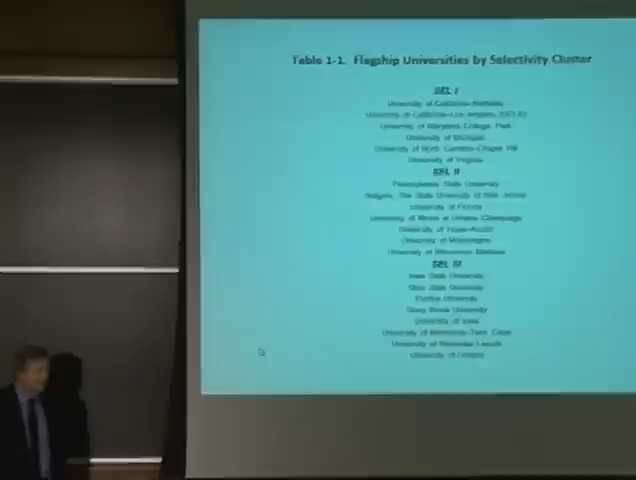 Table 1-1. Flagship Universities by Selectivity Cluster
SEL I
University of California-Berkeley
University of California-Los Angeles (UCLA)
University of Maryland-College Park
University of Michigan
University of North Carolina-Chapel Hill
University of Virginia
SEL II
Pennsylvania State University
Rutgers, The State University of New Jersey
University of Florida
University of Illinois at Urbana-Champaign
University of Texas-Austin
University of Washington
University of Wisconsin-Madison
SEL III
Iowa State University
Ohio State University
Purdue University
Stony Brook University
University of Iowa
University of Minnesota-Twin Cities
University of Nebraska-Lincoln
University of Oregon